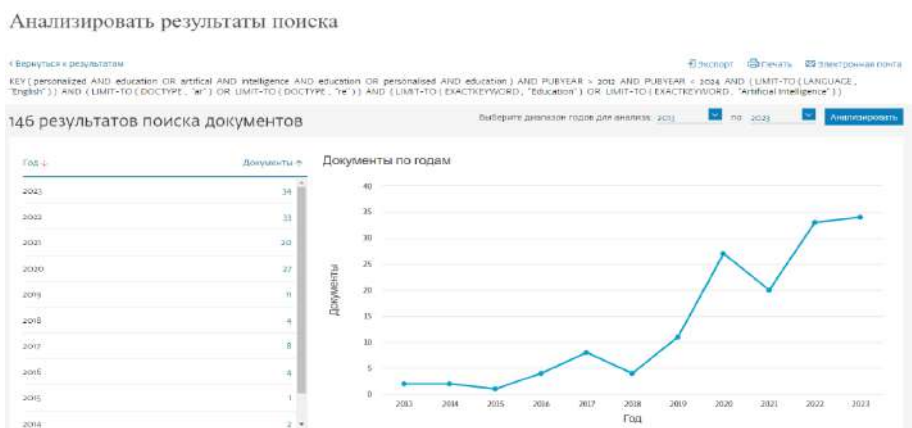 Анализировать результаты поиска
< Вернуться к результатам
Экспорт Печать Электронная почта
KEY ( personalized AND education OR artifical AND intelligence AND education OR personalised AND education ) AND PUBYEAR > 2012 AND PUBYEAR < 2024 AND ( LIMIT-TO ( LANGUAGE ,
"English" ) ) AND ( LIMIT-TO ( DOCTYPE , "ar" ) OR LIMIT-TO ( DOCTYPE , "re" ) ) AND ( LIMIT-TO ( EXACTKEYWORD , "Education" ) OR LIMIT-TO ( EXACTKEYWORD , "Artificial Intelligence" ) )
146 результатов поиска документов
Выберите диапазон годов для анализа: 2013 по 2023 Анализировать
Год Документы
2023 34
2022 33
2021 20
2020 27
2019 11
2018 4
2017 8
2016 4
2015 1
2014 2
Документы по годам
40
35
30
25
20
15
10
5
0
Документы
2013 2014 2015 2016 2017 2018 2019 2020 2021 2022 2023
Год